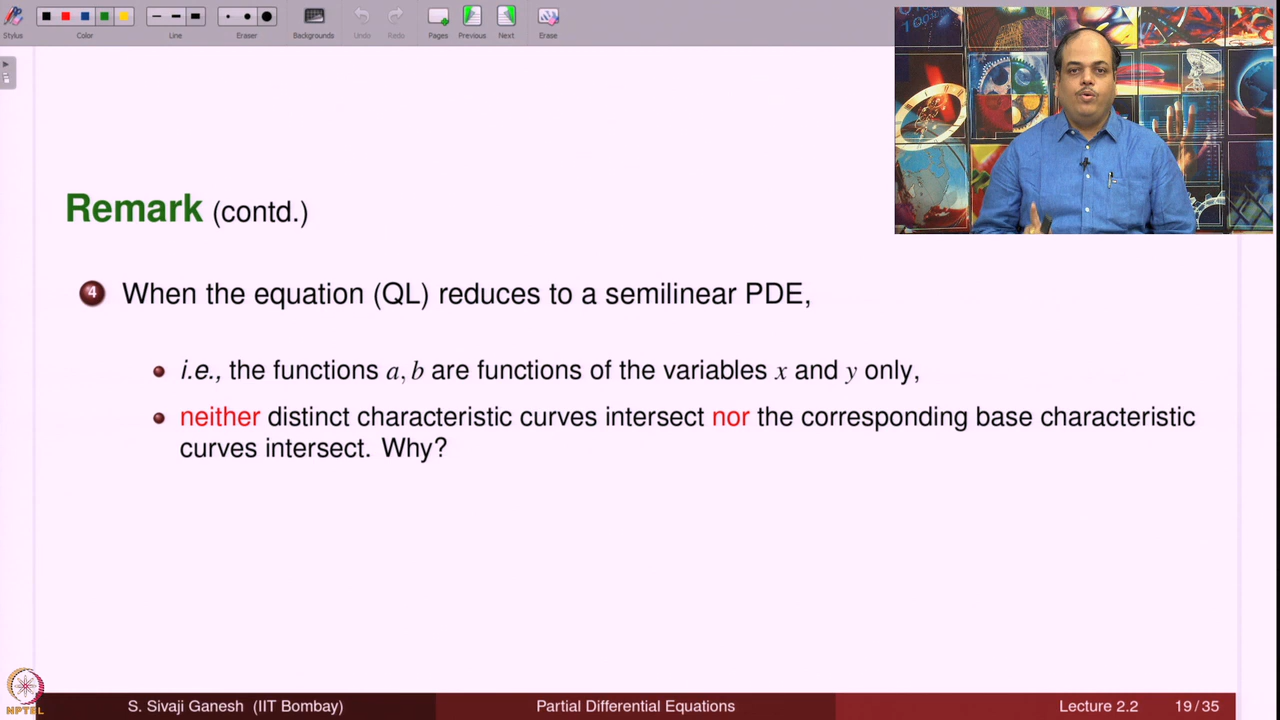 Stylus
Color
Line
Eraser
Backgrounds
Undo
Redo
Pages
Previous
Next
Erase
Remark (contd.)
4 When the equation (QL) reduces to a semilinear PDE,
i.e., the functions a, b are functions of the variables x and y only,
neither distinct characteristic curves intersect nor the corresponding base characteristic
curves intersect. Why?
NPTEL
S. Sivaji Ganesh (IIT Bombay)
Partial Differential Equations
Lecture 2.2
19 / 35